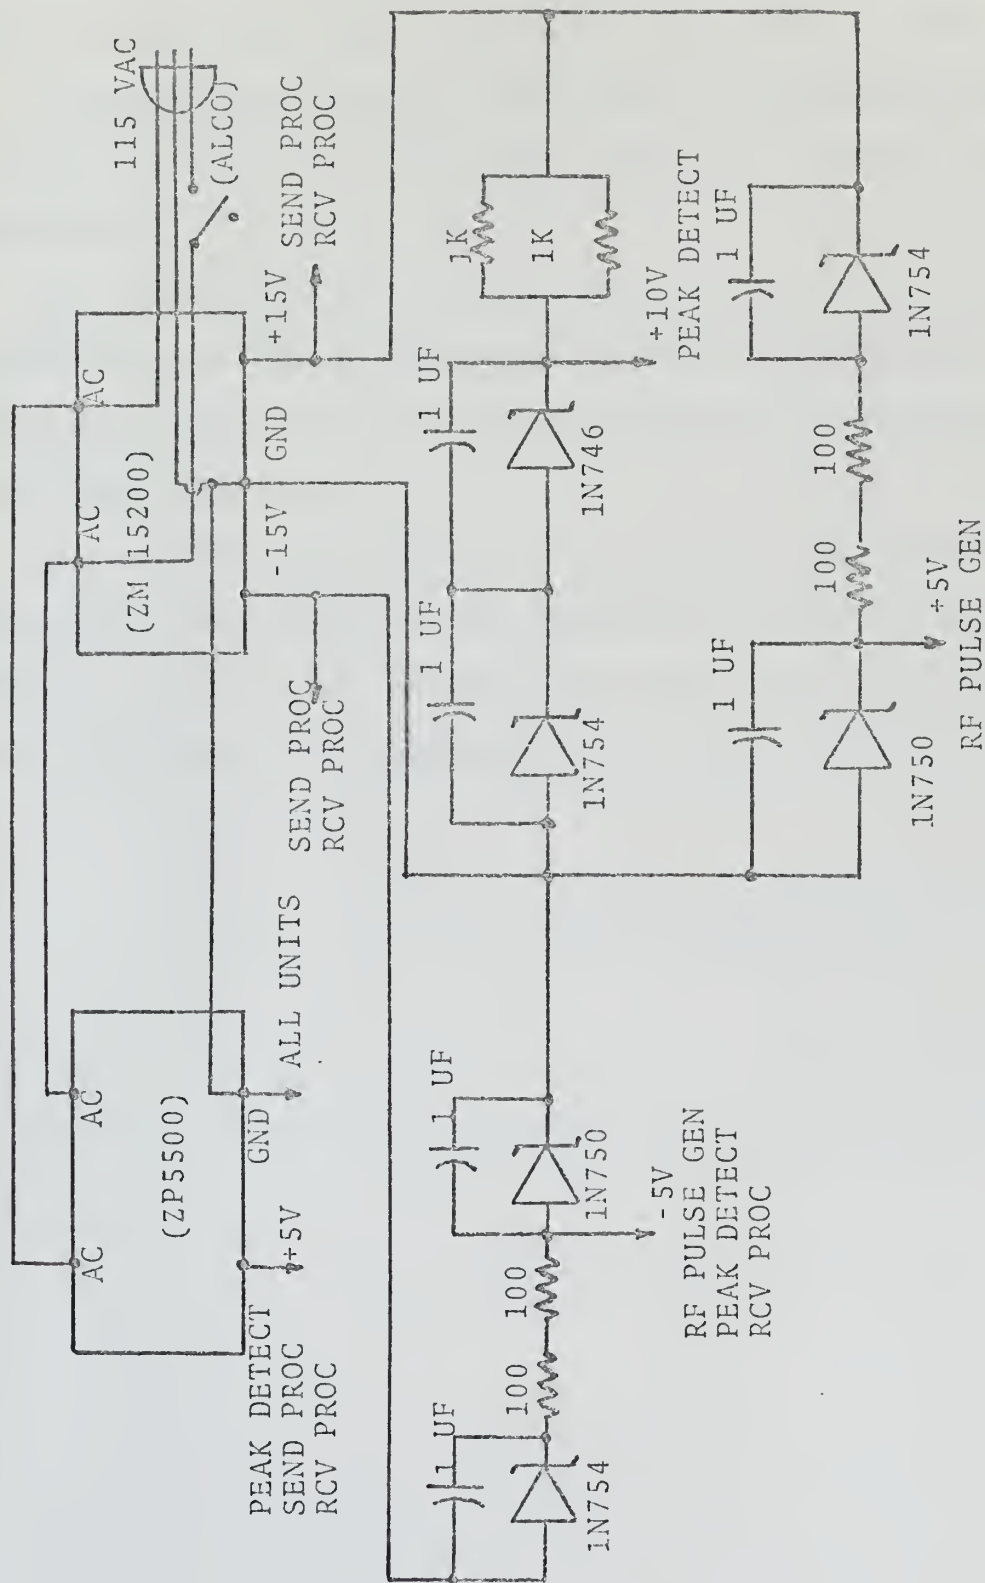 115 VAC
(ALCO)
AC
AC
(ZM 15200)
-15V
GND
+15V
SEND PROC
RCV PROC
SEND PROC
RCV PROC
AC
AC
(ZP5500)
+5V
GND
ALL UNITS
PEAK DETECT
SEND PROC
RCV PROC
1 UF
1N754
100
100
1 UF
1N750
-5V
RF PULSE GEN
PEAK DETECT
RCV PROC
1 UF
1N754
1 UF
1N746
1K
1K
+10V
PEAK DETECT
1 UF
1N750
+5V
RF PULSE GEN
100
100
1 UF
1N754